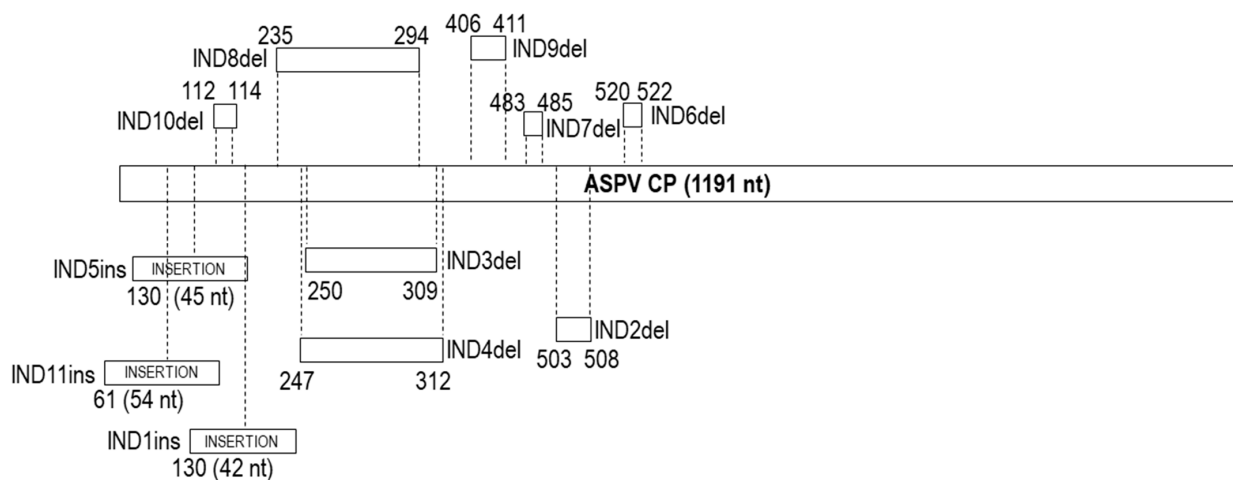 406 411
235 294
IND9del
IND8del
112 114
483 485
520 522
IND10del
IND7del
IND6del
ASPV CP (1191 nt)
IND5ins
INSERTION
IND3del
130 (45 nt)
250 309
IND2del
IND4del
503 508
IND11ins
INSERTION
247 312
61 (54 nt)
IND1ins
INSERTION
130 (42 nt)